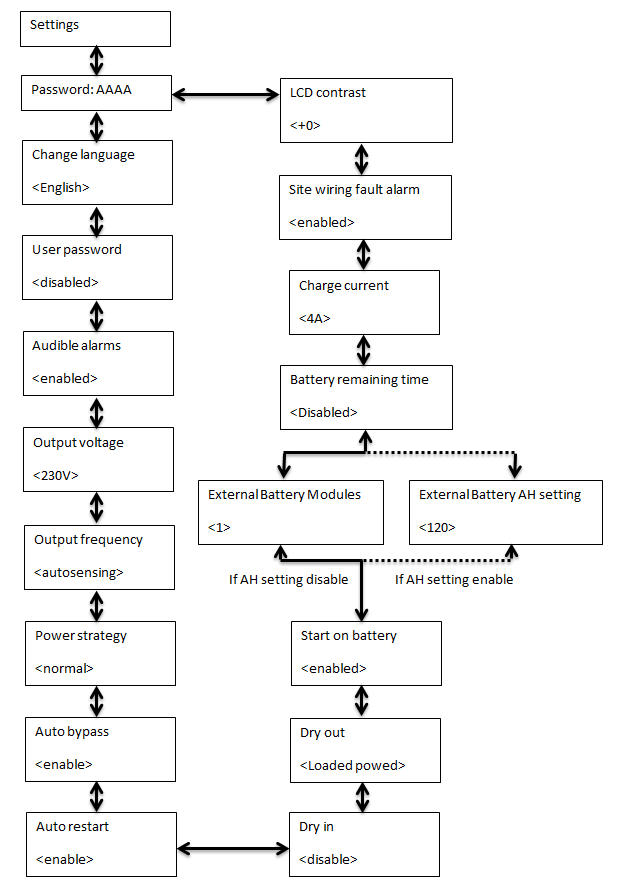 Settings
Password: AAAA
Change language
<English>
User password
<disabled>
Audible alarms
<enabled>
Output voltage
<230V>
Output frequency
<autosensing>
Power strategy
<normal>
Auto bypass
<enable>
Auto restart
<enable>
LCD contrast
<+0>
Site wiring fault alarm
<enabled>
Charge current
<4A>
Battery remaining time
<Disabled>
External Battery Modules
<1>
External Battery AH setting
<120>
If AH setting disable
If AH setting enable
Start on battery
<enabled>
Dry out
<Loaded powed>
Dry in
<disable>